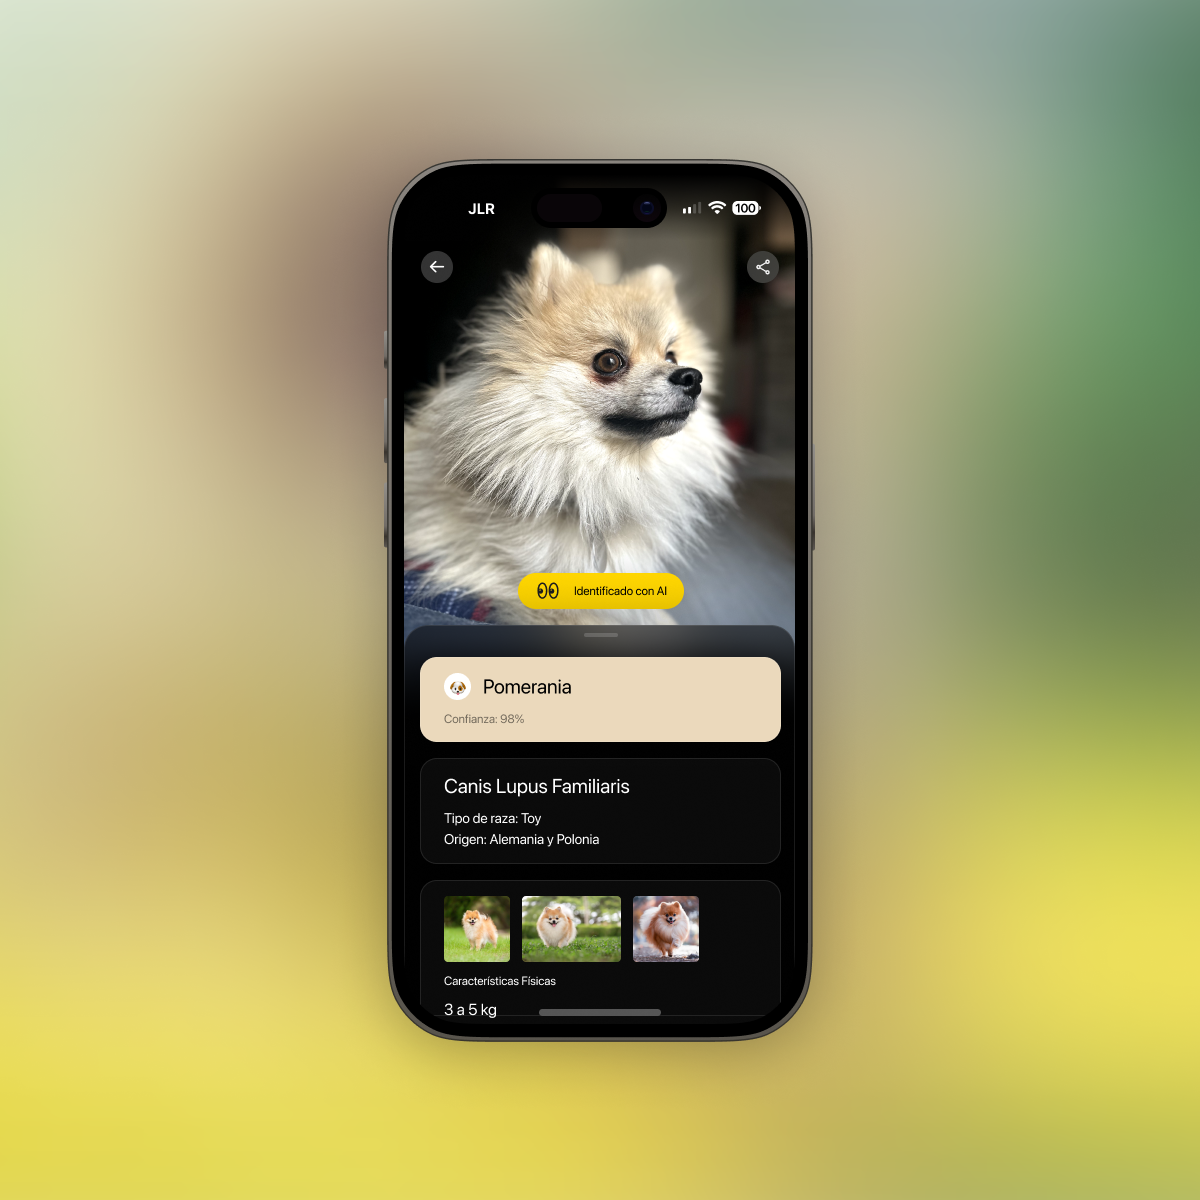 JLR
100
Identificado con AI
Pomerania
Confianza: 98%
Canis Lupus Familiaris
Tipo de raza: Toy
Origen: Alemania y Polonia
Características Físicas
3 a 5 kg